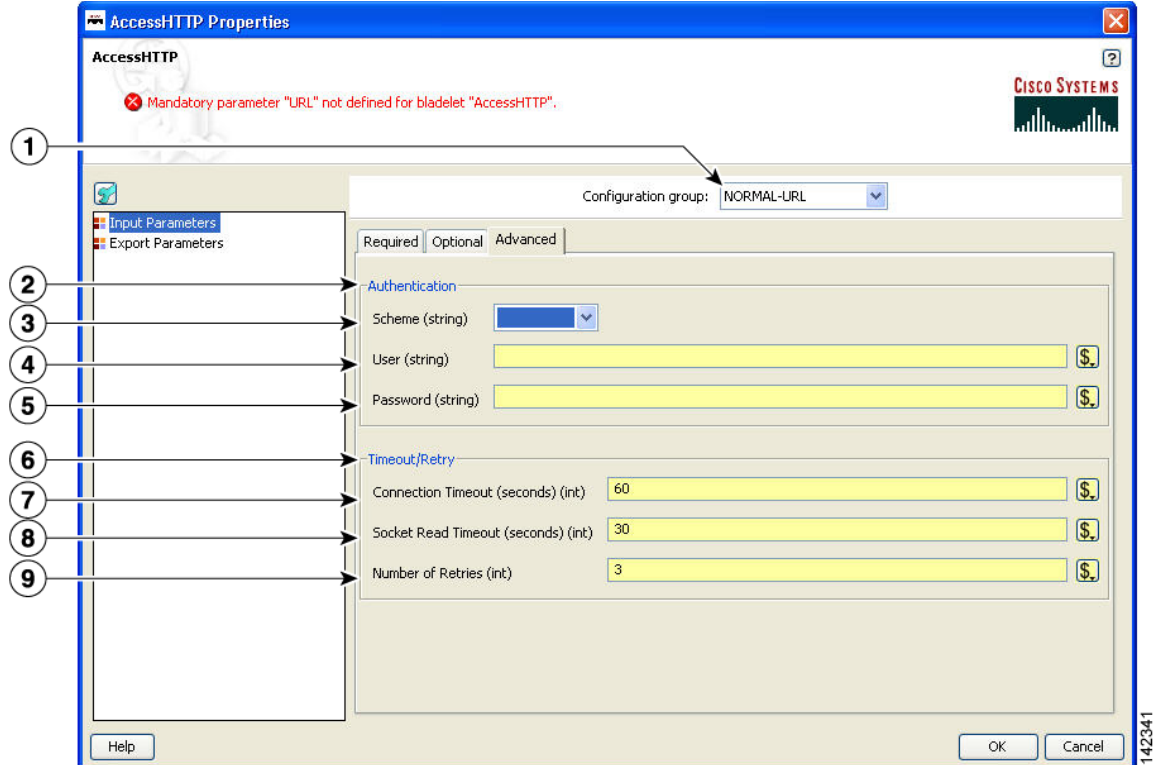 AccessHTTP Properties
AccessHTTP
Mandatory parameter "URL" not defined for bladelet "AccessHTTP".
CISCO SYSTEMS
1
Configuration group: NORMAL-URL
Input Parameters
Export Parameters
Required Optional Advanced
2 Authentication
3 Scheme (string)
4 User (string) $
5 Password (string) $
6 Timeout/Retry
7 Connection Timeout (seconds) (int) 60 $
8 Socket Read Timeout (seconds) (int) 30 $
9 Number of Retries (int) 3 $
Help OK Cancel
142341